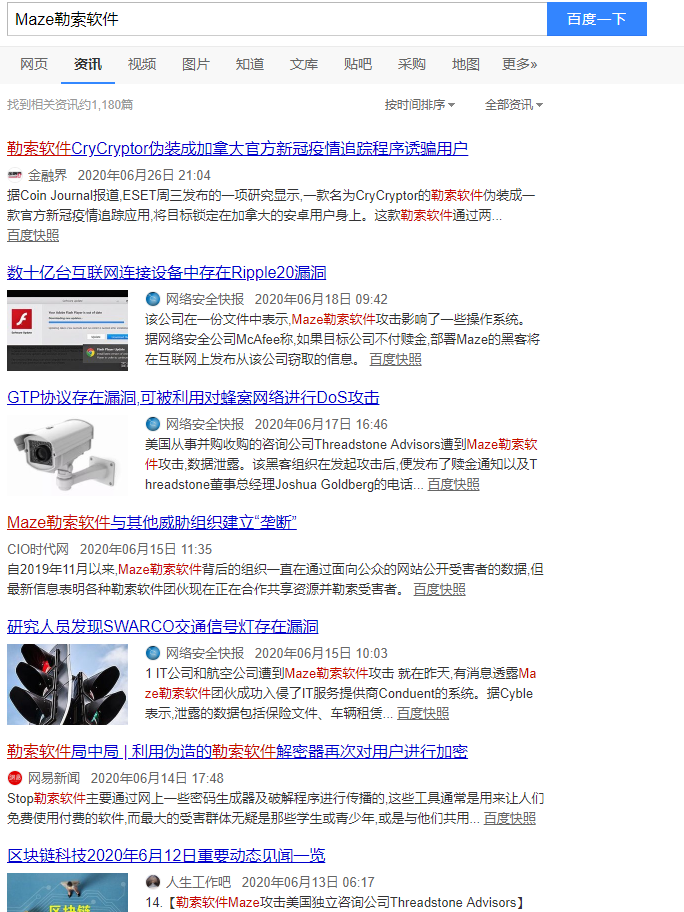 Maze勒索软件
百度一下
网页 资讯 视频 图片 知道 文库 贴吧 采购 地图 更多»
找到相关资讯约1,180篇 按时间排序 全部资讯
勒索软件CryCryptor伪装成加拿大官方新冠疫情追踪程序诱骗用户
金融界 2020年06月26日 21:04
据Coin Journal报道,ESET周三发布的一项研究显示,一款名为CryCryptor的勒索软件伪装成一
款官方新冠疫情追踪应用,将目标锁定在加拿大的安卓用户身上。这款勒索软件通过两...
百度快照
数十亿台互联网连接设备中存在Ripple20漏洞
网络安全快报 2020年06月18日 09:42
该公司在一份文件中表示,Maze勒索软件攻击影响了一些操作系统。
据网络安全公司McAfee称,如果目标公司不付赎金,部署Maze的黑客将
在互联网上发布从该公司窃取的信息。 百度快照
GTP协议存在漏洞,可被利用对蜂窝网络进行DoS攻击
网络安全快报 2020年06月17日 16:46
美国从事并购收购的咨询公司Threadstone Advisors遭到Maze勒索软
件攻击,数据泄露。该黑客组织在发起攻击后,便发布了赎金通知以及T
hreadstone董事总经理Joshua Goldberg的电话... 百度快照
Maze勒索软件与其他威胁组织建立“垄断”
CIO时代网 2020年06月15日 11:35
自2019年11月以来,Maze勒索软件背后的组织一直在通过面向公众的网站公开受害者的数据,但
最新信息表明各种勒索软件团伙现在正在合作共享资源并勒索受害者。 百度快照
研究人员发现SWARCO交通信号灯存在漏洞
网络安全快报 2020年06月15日 10:03
1 IT公司和航空公司遭到Maze勒索软件攻击 就在昨天,有消息透露Ma
ze勒索软件团伙成功入侵了IT服务提供商Conduent的系统。据Cyble
表示,泄露的数据包括保险文件、车辆租赁... 百度快照
勒索软件局中局 | 利用伪造的勒索软件解密器再次对用户进行加密
网易新闻 2020年06月14日 17:48
Stop勒索软件主要通过网上一些密码生成器及破解程序进行传播的,这些工具通常是用来让人们
免费使用付费的软件,而最大的受害群体无疑是那些学生或青少年,或是与他们共用... 百度快照
区块链科技2020年6月12日重要动态见闻一览
人生工作吧 2020年06月13日 06:17
14.【勒索软件Maze攻击美国独立咨询公司Threadstone Advisors】
区块链